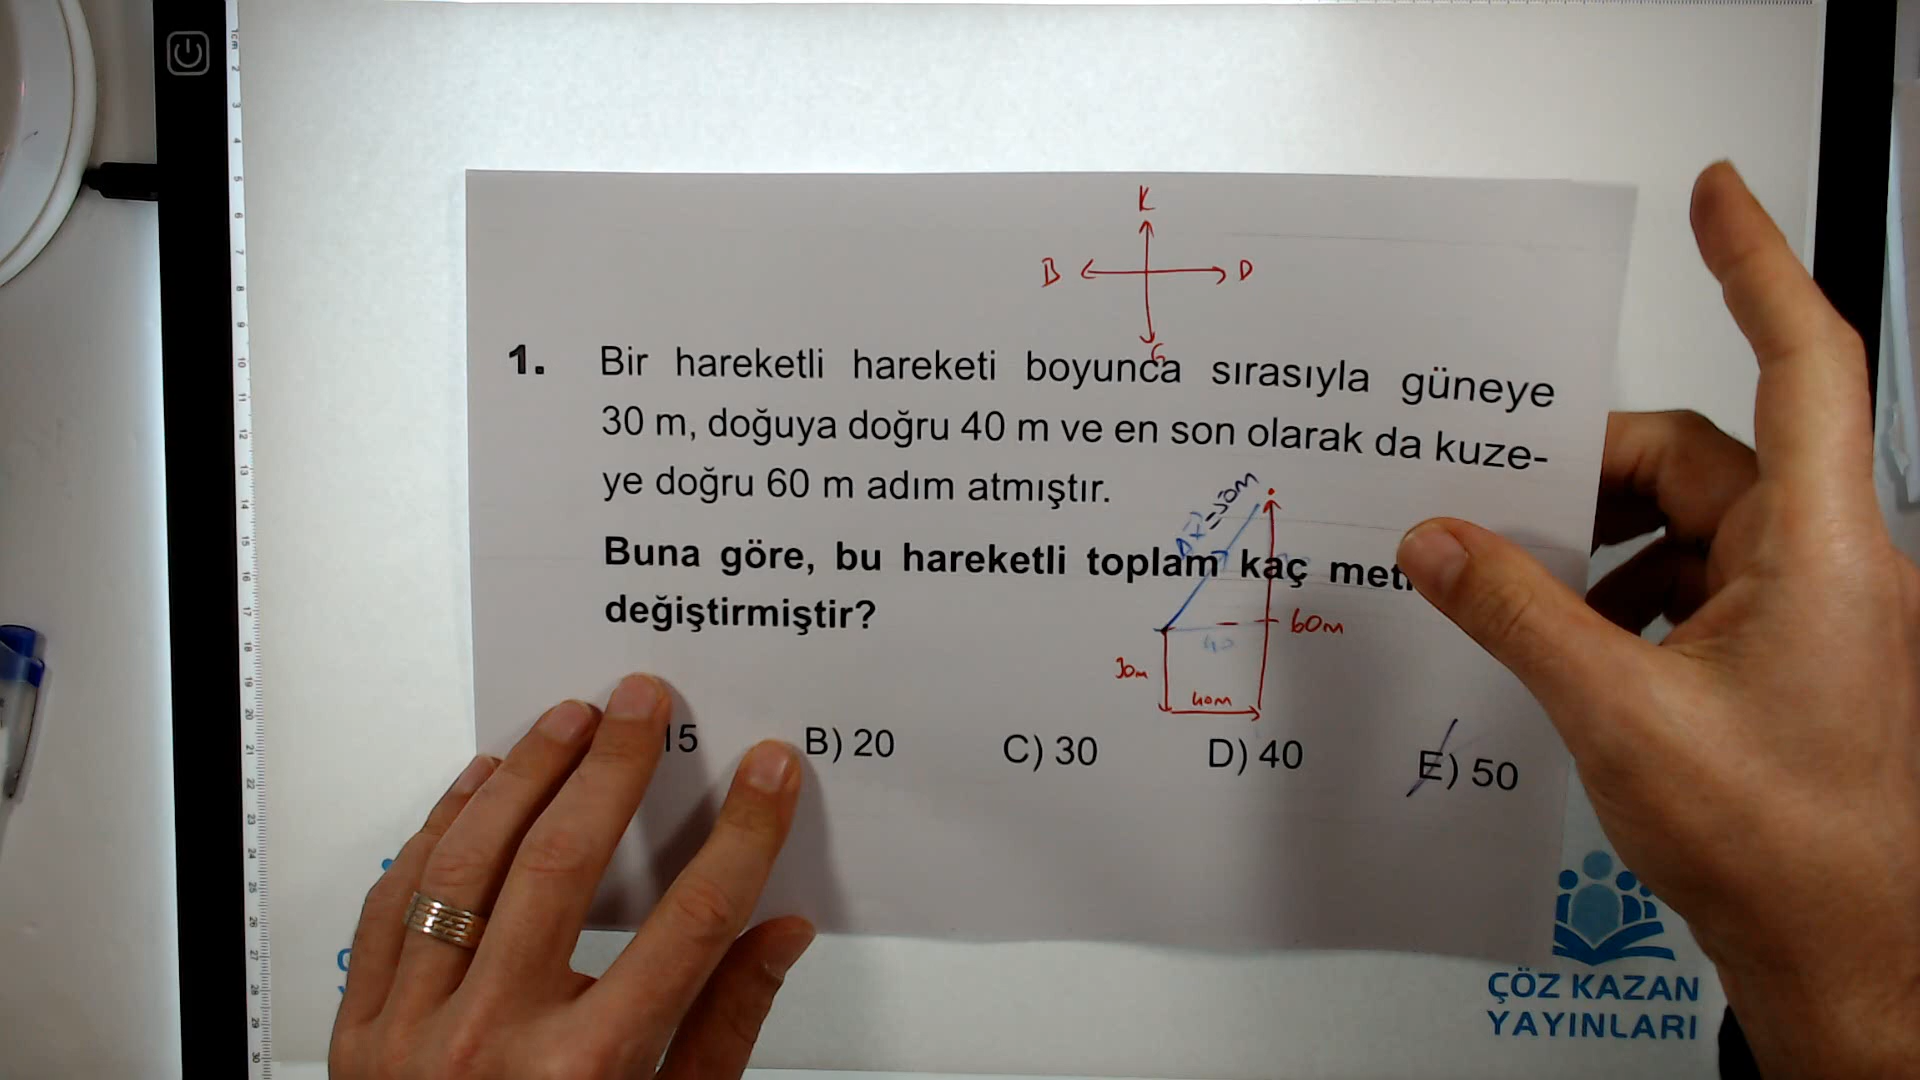 K
B D
G
1. Bir hareketli hareketi boyunca sırasıyla güneye
30 m, doğuya doğru 40 m ve en son olarak da kuze-
ye doğru 60 m adım atmıştır.
Δx=50m
Buna göre, bu hareketli toplam kaç
değiştirmiştir?
60m
40
30m
40m
15 B) 20 C) 30 D) 40 E) 50
ÇÖZ KAZAN
YAYINLARI